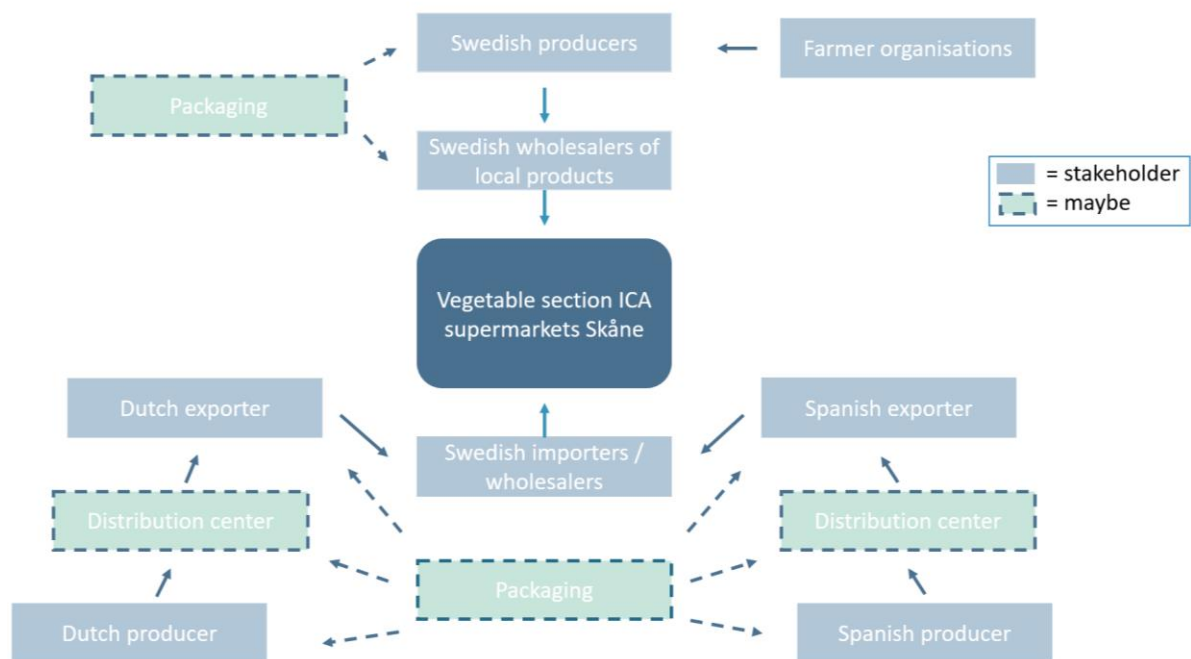 Swedish producers
Farmer organisations
Packaging
Swedish wholesalers of
local products
= stakeholder
= maybe
Vegetable section ICA
supermarkets Skåne
Dutch exporter
Spanish exporter
Swedish importers /
wholesalers
Distribution center
Distribution center
Packaging
Dutch producer
Spanish producer